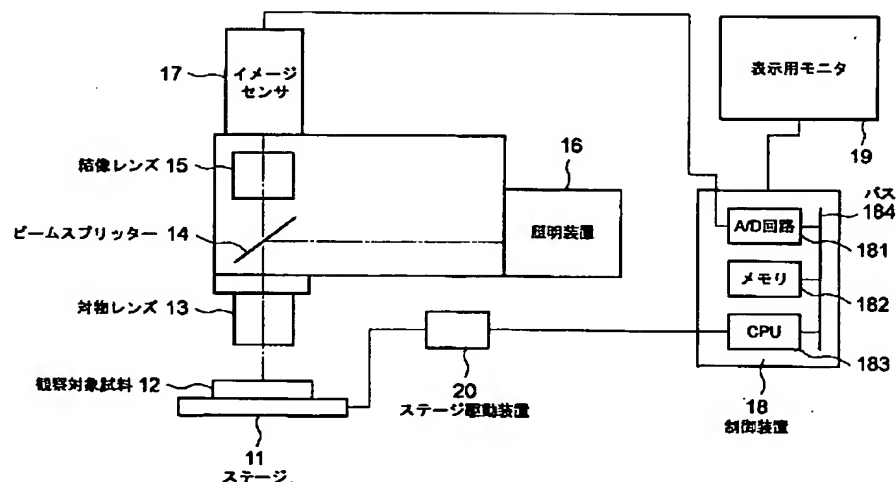 17
イメージ
センサ
表示用モニタ
19
結像レンズ
15
16
バス
184
ビームスプリッター 14
照明装置
A/D回路
181
メモリ
182
対物レンズ 13
CPU
183
観察対象試料 12
20
ステージ駆動装置
18
制御装置
11
ステージ